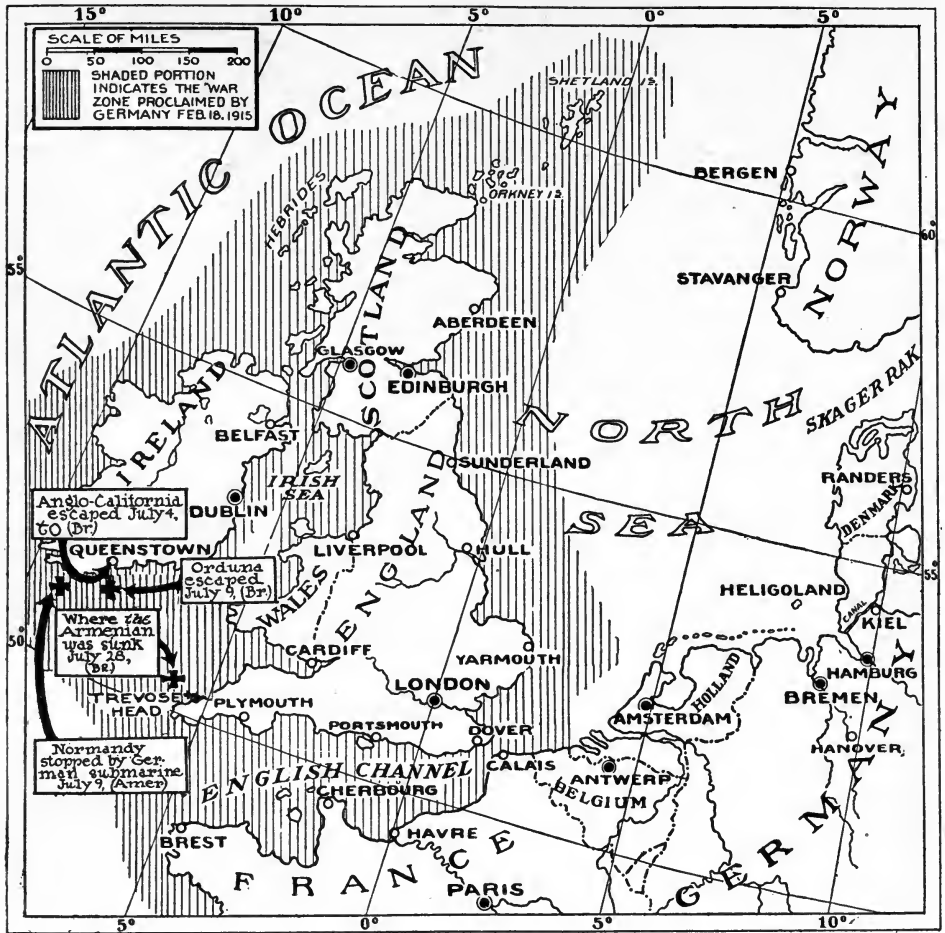 15°
10°
5°
0°
5°
SCALE OF MILES
0 50 100 150 200
SHADED PORTION
INDICATES THE "WAR
ZONE PROCLAIMED BY
GERMANY FEB. 18, 1915
ATLANTIC OCEAN
SHETLAND IS.
ORKNEY IS.
HEBRIDES
BERGEN
NORWAY
60°
STAVANGER
55°
SCOTLAND
ABERDEEN
GLASGOW
EDINBURGH
NORTH
SEA
SKAGER RAK
IRELAND
BELFAST
IRISH
SEA
SUNDERLAND
RANDERS
DENMARK
Anglo-California
escaped July 4,
TO (Br.)
DUBLIN
QUEENSTOWN
LIVERPOOL
HULL
ENGLAND
WALES
Orduna
escaped
July 9, (Br.)
HELIGOLAND
55°
CANAL
KIEL
50°
Where the
Armenian
was sunk
July 28,
(BR.)
CARDIFF
YARMOUTH
HAMBURG
BREMEN
HOLLAND
TREVOSE
HEAD
PLYMOUTH
LONDON
AMSTERDAM
PORTSMOUTH
DOVER
HANOVER
Normandy
stopped by Ger-
man submarine
July 9, (Amer)
ENGLISH CHANNEL
CALAIS
ANTWERP
BELGIUM
CHERBOURG
GERMANY
BREST
HAVRE
FRANCE
PARIS
5°
0°
5°
10°